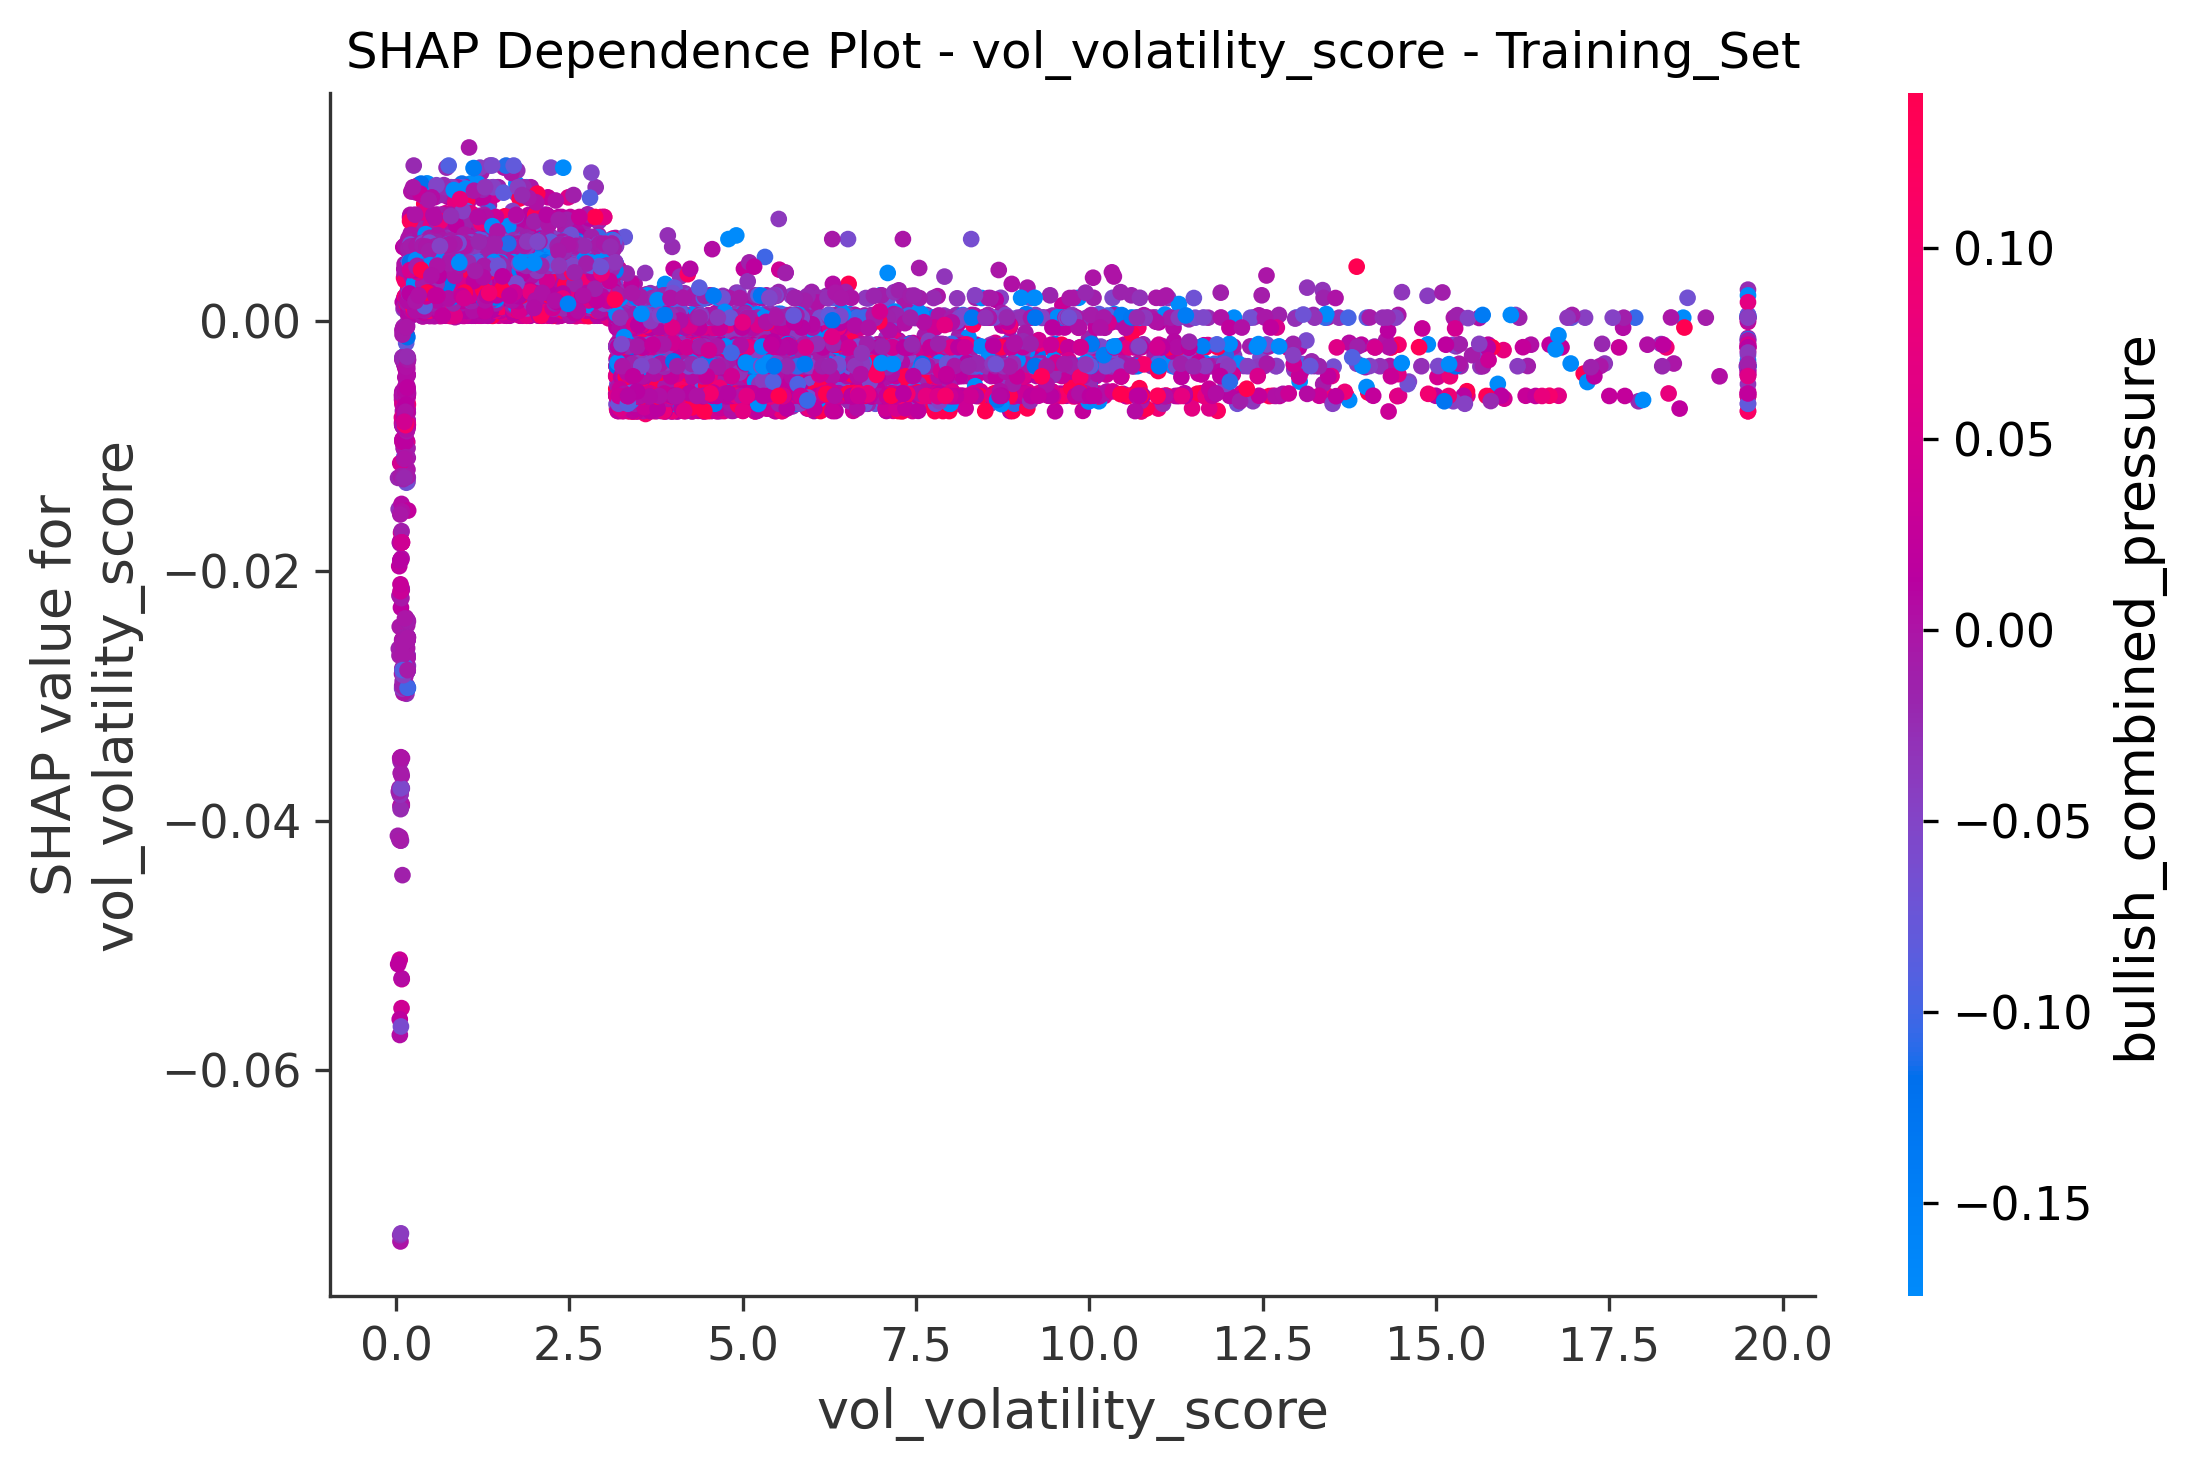 SHAP Dependence Plot - vol_volatility_score - Training_Set
SHAP value for
vol_volatility_score
0.00
−0.02
−0.04
−0.06
0.0 2.5 5.0 7.5 10.0 12.5 15.0 17.5 20.0
vol_volatility_score
0.10
0.05
0.00
−0.05
−0.10
−0.15
bullish_combined_pressure